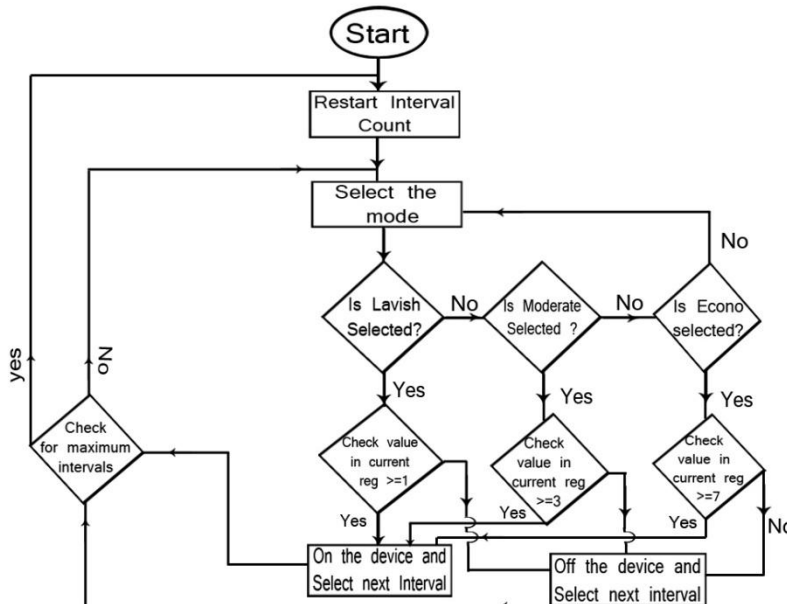 Start
Restart Interval
Count
Select the
mode
No
Is Lavish
Selected?
No
Is Moderate
Selected ?
No
Is Econo
selected?
yes
No
Yes
Yes
Yes
Check
for maximum
intervals
Check value
in current
reg >=1
Check
value in
current reg
>=3
Check
value in
current reg
>=7
Yes
Yes
Yes
No
On the device and
Select next Interval
Off the device and
Select next interval